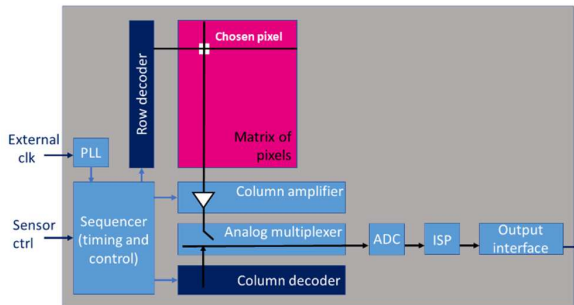 Chosen pixel
Row decoder
Matrix of
pixels
External
clk
PLL
Column amplifier
Sensor
ctrl
Sequencer
(timing and
control)
Analog multiplexer
ADC
ISP
Output
interface
Column decoder